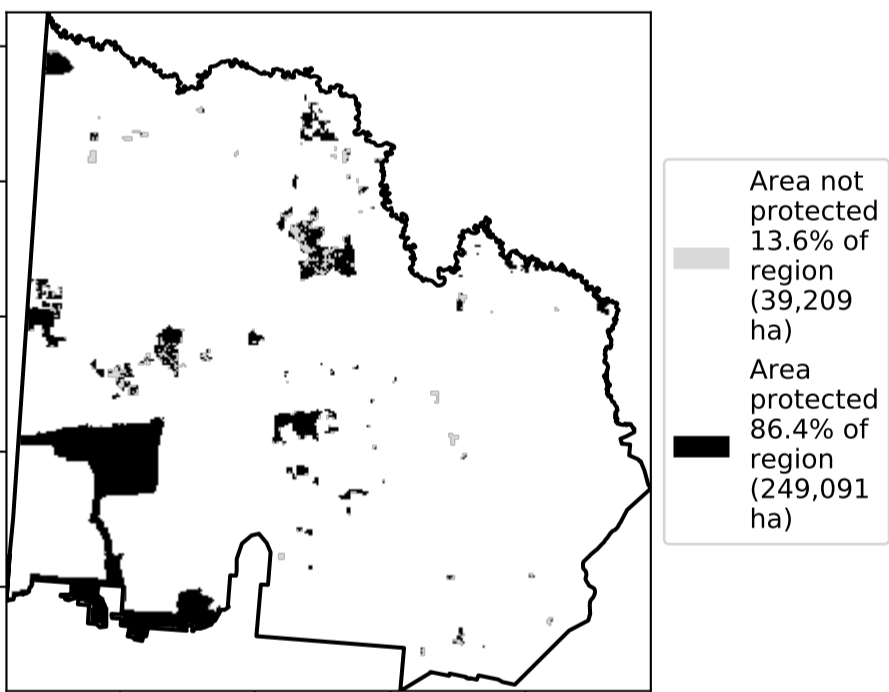 Area not
protected
13.6% of
region
(39,209
ha)
Area
protected
86.4% of
region
(249,091
ha)